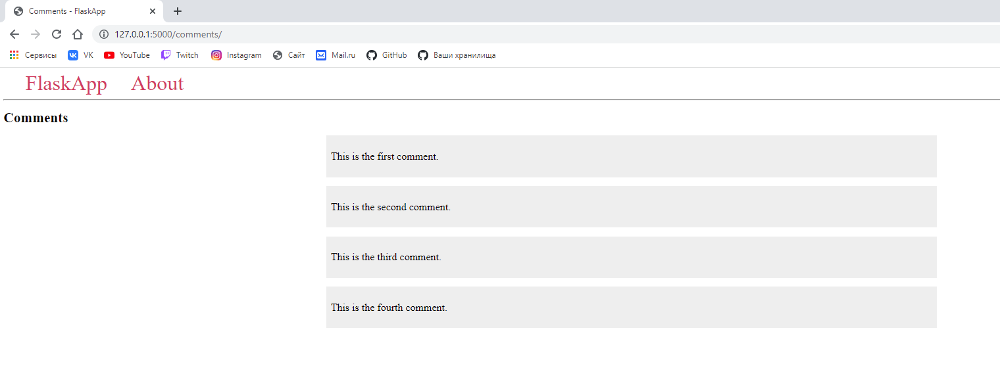 Comments - FlaskApp
127.0.0.1:5000/comments/
Сервисы VK YouTube Twitch Instagram Сайт Mail.ru GitHub Ваши хранилища
FlaskApp About
Comments
This is the first comment.
This is the second comment.
This is the third comment.
This is the fourth comment.